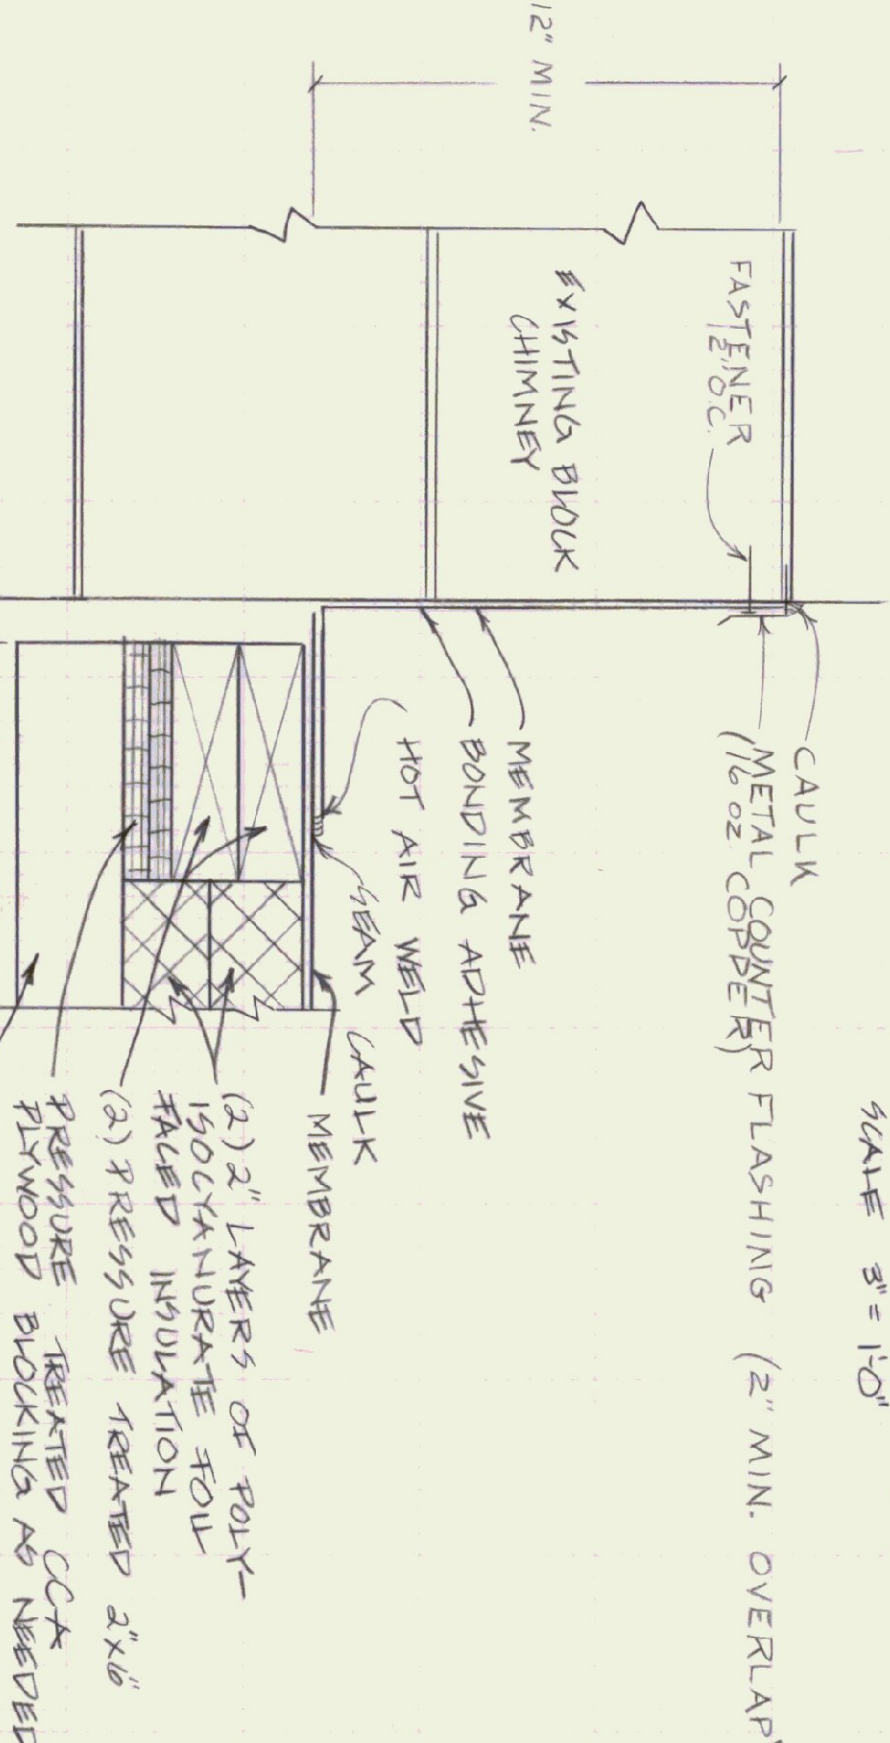 SCALE 3" = 1'-0"
CAULK
METAL COUNTER FLASHING (2" MIN. OVERLAP)
(16 OZ COPPER)
FASTENER
12" O.C.
12" MIN.
EXISTING BLOCK
CHIMNEY
MEMBRANE
BONDING ADHESIVE
HOT AIR WELD
SEAM CAULK
MEMBRANE
(2) 2" LAYERS OF POLY-
ISOCYANURATE FOIL
FACED INSULATION
(2) PRESSURE TREATED 2"x6"
PRESSURE TREATED CCA
PLYWOOD BLOCKING AS NEEDED